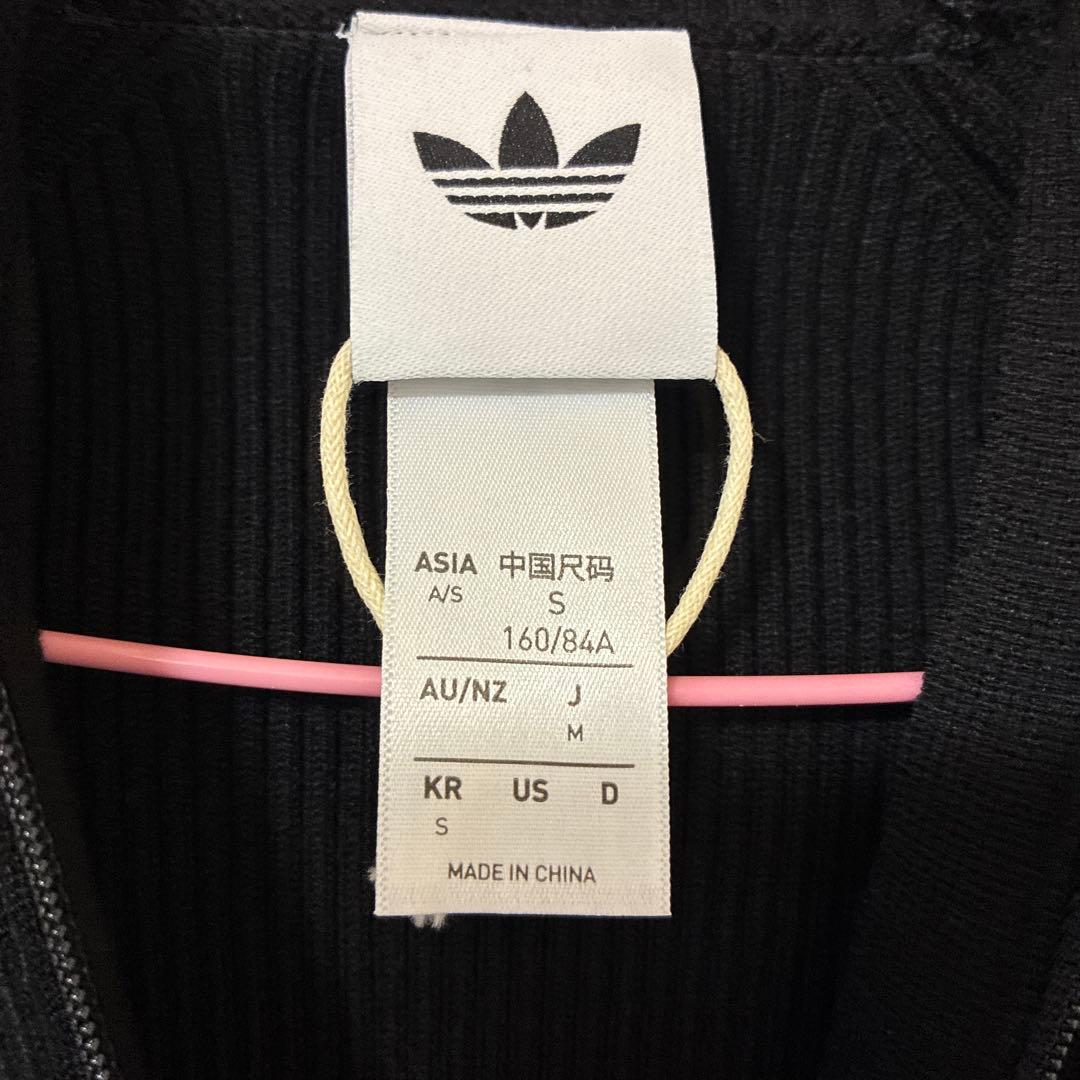 ASIA 中国尺码
A/S S
160/84A
AU/NZ J
M
KR US D
S
MADE IN CHINA